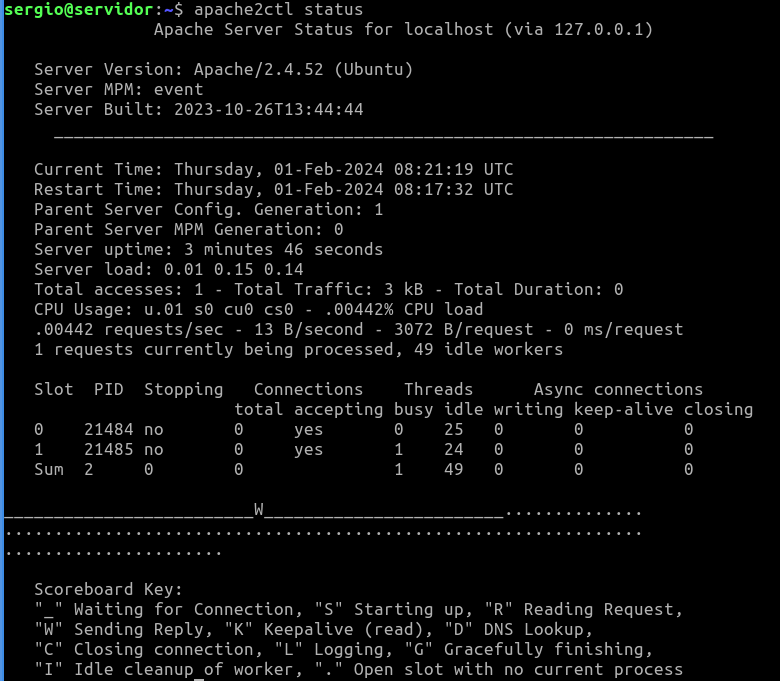 sergio@servidor:~$ apache2ctl status
Apache Server Status for localhost (via 127.0.0.1)
Server Version: Apache/2.4.52 (Ubuntu)
Server MPM: event
Server Built: 2023-10-26T13:44:44
__________________________________________________________________
Current Time: Thursday, 01-Feb-2024 08:21:19 UTC
Restart Time: Thursday, 01-Feb-2024 08:17:32 UTC
Parent Server Config. Generation: 1
Parent Server MPM Generation: 0
Server uptime: 3 minutes 46 seconds
Server load: 0.01 0.15 0.14
Total accesses: 1 - Total Traffic: 3 kB - Total Duration: 0
CPU Usage: u.01 s0 cu0 cs0 - .00442% CPU load
.00442 requests/sec - 13 B/second - 3072 B/request - 0 ms/request
1 requests currently being processed, 49 idle workers
Slot PID Stopping Connections Threads Async connections
total accepting busy idle writing keep-alive closing
0 21484 no 0 yes 0 25 0 0 0
1 21485 no 0 yes 1 24 0 0 0
Sum 2 0 0 1 49 0 0 0
_________________________W________________________..............
................................................................
......................
Scoreboard Key:
"_" Waiting for Connection, "S" Starting up, "R" Reading Request,
"W" Sending Reply, "K" Keepalive (read), "D" DNS Lookup,
"C" Closing connection, "L" Logging, "G" Gracefully finishing,
"I" Idle cleanup of worker, "." Open slot with no current process